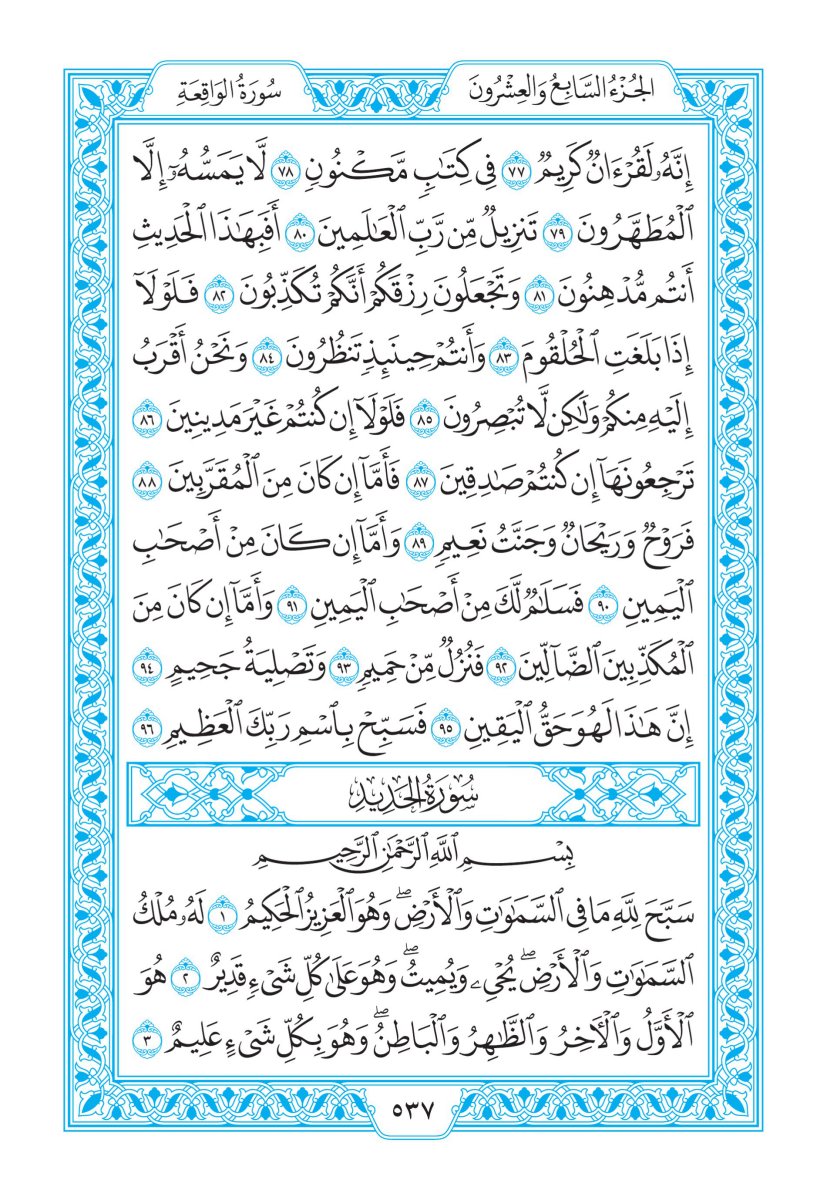 الجُزْءُ السَّابِعُ وَالعِشْرُونَ
سُورَةُ الوَاقِعَةِ
إِنَّهُۥ لَقُرْءَانٌ كَرِيمٌ ٧٧ فِي كِتَٰبٍ مَّكْنُونٍ ٧٨ لَّا يَمَسُّهُۥٓ إِلَّا
ٱلْمُطَهَّرُونَ ٧٩ تَنزِيلٌ مِّن رَّبِّ ٱلْعَٰلَمِينَ ٨٠ أَفَبِهَٰذَا ٱلْحَدِيثِ
أَنتُم مُّدْهِنُونَ ٨١ وَتَجْعَلُونَ رِزْقَكُمْ أَنَّكُمْ تُكَذِّبُونَ ٨٢ فَلَوْلَآ
إِذَا بَلَغَتِ ٱلْحُلْقُومَ ٨٣ وَأَنتُمْ حِينَئِذٍ تَنظُرُونَ ٨٤ وَنَحْنُ أَقْرَبُ
إِلَيْهِ مِنكُمْ وَلَٰكِن لَّا تُبْصِرُونَ ٨٥ فَلَوْلَآ إِن كُنتُمْ غَيْرَ مَدِينِينَ ٨٦
تَرْجِعُونَهَآ إِن كُنتُمْ صَٰدِقِينَ ٨٧ فَأَمَّآ إِن كَانَ مِنَ ٱلْمُقَرَّبِينَ ٨٨
فَرَوْحٌ وَرَيْحَانٌ وَجَنَّتُ نَعِيمٍ ٨٩ وَأَمَّآ إِن كَانَ مِنْ أَصْحَٰبِ
ٱلْيَمِينِ ٩٠ فَسَلَٰمٌ لَّكَ مِنْ أَصْحَٰبِ ٱلْيَمِينِ ٩١ وَأَمَّآ إِن كَانَ مِنَ
ٱلْمُكَذِّبِينَ ٱلضَّآلِّينَ ٩٢ فَنُزُلٌ مِّنْ حَمِيمٍ ٩٣ وَتَصْلِيَةُ جَحِيمٍ ٩٤
إِنَّ هَٰذَا لَهُوَ حَقُّ ٱلْيَقِينِ ٩٥ فَسَبِّحْ بِٱسْمِ رَبِّكَ ٱلْعَظِيمِ ٩٦
سُورَةُ الحَدِيدِ
بِسْمِ ٱللَّهِ ٱلرَّحْمَٰنِ ٱلرَّحِيمِ
سَبَّحَ لِلَّهِ مَا فِي ٱلسَّمَٰوَٰتِ وَٱلْأَرْضِۖ وَهُوَ ٱلْعَزِيزُ ٱلْحَكِيمُ ١ لَهُۥ مُلْكُ
ٱلسَّمَٰوَٰتِ وَٱلْأَرْضِۖ يُحْيِۦ وَيُمِيتُۖ وَهُوَ عَلَىٰ كُلِّ شَيْءٍ قَدِيرٌ ٢ هُوَ
ٱلْأَوَّلُ وَٱلْءَاخِرُ وَٱلظَّٰهِرُ وَٱلْبَاطِنُۖ وَهُوَ بِكُلِّ شَيْءٍ عَلِيمٌ ٣
٥٣٧